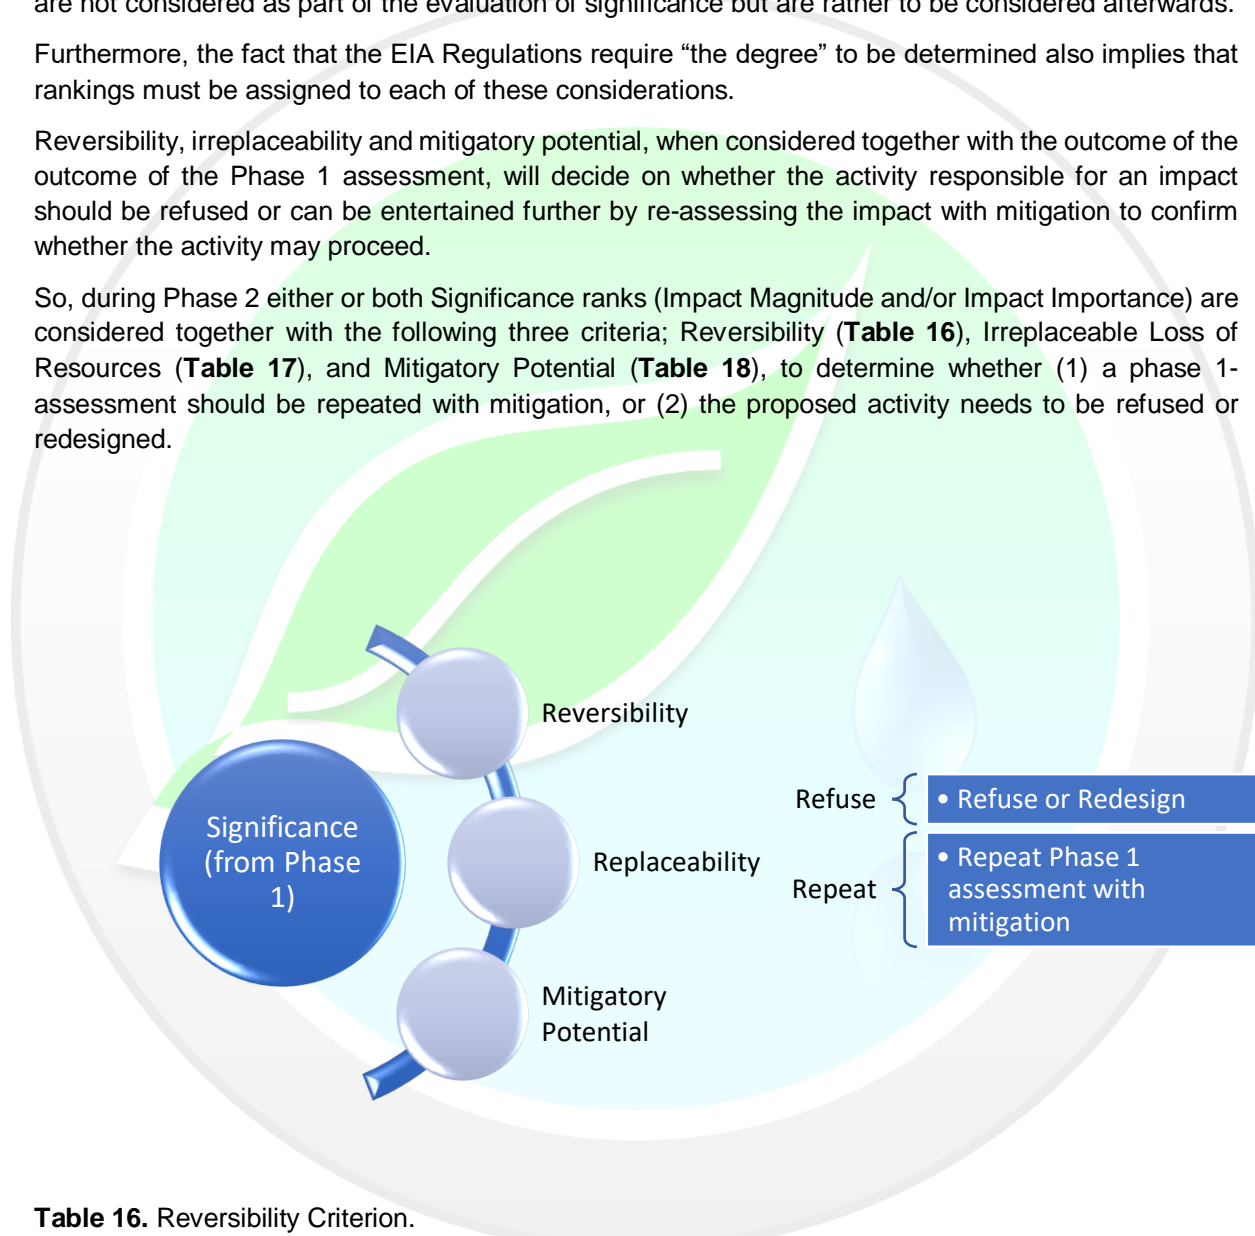 are not considered as part of the evaluation of significance but are rather to be considered afterwards.
Furthermore, the fact that the EIA Regulations require “the degree” to be determined also implies that
rankings must be assigned to each of these considerations.
Reversibility, irreplaceability and mitigatory potential, when considered together with the outcome of the
outcome of the Phase 1 assessment, will decide on whether the activity responsible for an impact
should be refused or can be entertained further by re-assessing the impact with mitigation to confirm
whether the activity may proceed.
So, during Phase 2 either or both Significance ranks (Impact Magnitude and/or Impact Importance) are
considered together with the following three criteria; Reversibility (Table 16), Irreplaceable Loss of
Resources (Table 17), and Mitigatory Potential (Table 18), to determine whether (1) a phase 1-
assessment should be repeated with mitigation, or (2) the proposed activity needs to be refused or
redesigned.
Significance
(from Phase
1)
Reversibility
Replaceability
Mitigatory
Potential
Refuse
• Refuse or Redesign
Repeat
• Repeat Phase 1
assessment with
mitigation
Table 16. Reversibility Criterion.